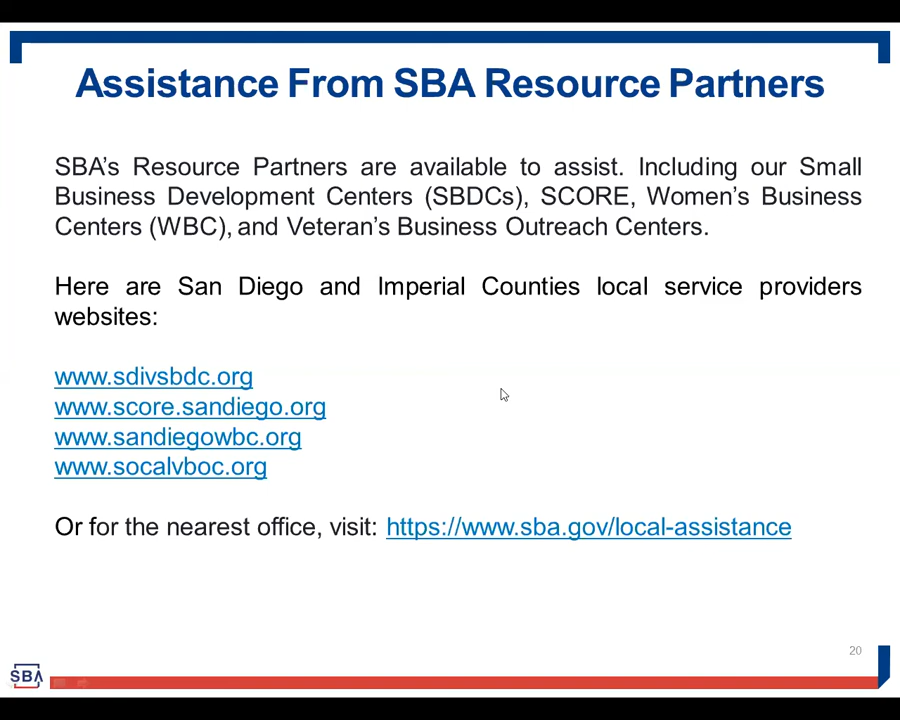 Assistance From SBA Resource Partners
SBA's Resource Partners are available to assist. Including our Small
Business Development Centers (SBDCs), SCORE, Women's Business
Centers (WBC), and Veteran's Business Outreach Centers.
Here are San Diego and Imperial Counties local service providers
websites:
www.sdivsbdc.org
www.score.sandiego.org
www.sandiegowbc.org
www.socalvboc.org
Or for the nearest office, visit: https://www.sba.gov/local-assistance
20
SBA